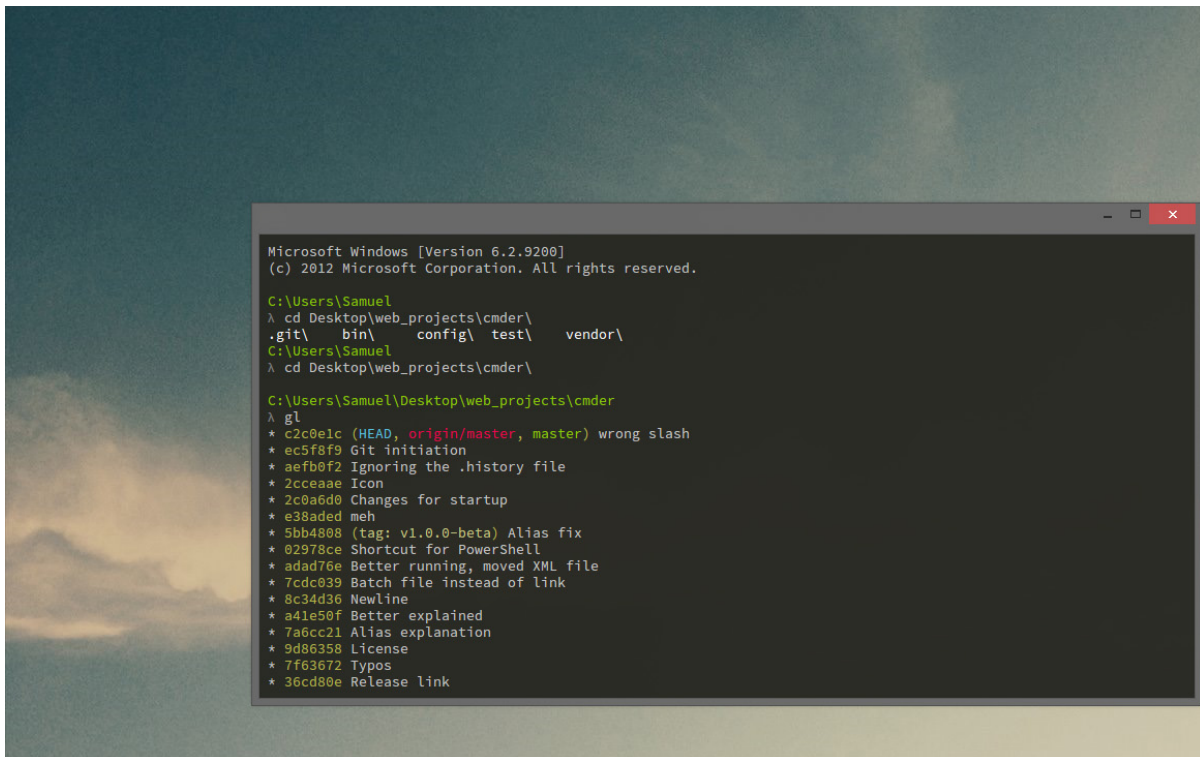 Microsoft Windows [Version 6.2.9200]
(c) 2012 Microsoft Corporation. All rights reserved.
C:\Users\Samuel
λ cd Desktop\web_projects\cmder\
.git\    bin\     config\  test\    vendor\
C:\Users\Samuel
λ cd Desktop\web_projects\cmder\
C:\Users\Samuel\Desktop\web_projects\cmder
λ gl
* c2c0e1c (HEAD, origin/master, master) wrong slash
* ec5f8f9 Git initiation
* aefb0f2 Ignoring the .history file
* 2cceaae Icon
* 2c0a6d0 Changes for startup
* e38aded meh
* 5bb4808 (tag: v1.0.0-beta) Alias fix
* 02978ce Shortcut for PowerShell
* adad76e Better running, moved XML file
* 7cdc039 Batch file instead of link
* 8c34d36 Newline
* a41e50f Better explained
* 7a6cc21 Alias explanation
* 9d86358 License
* 7f63672 Typos
* 36cd80e Release link